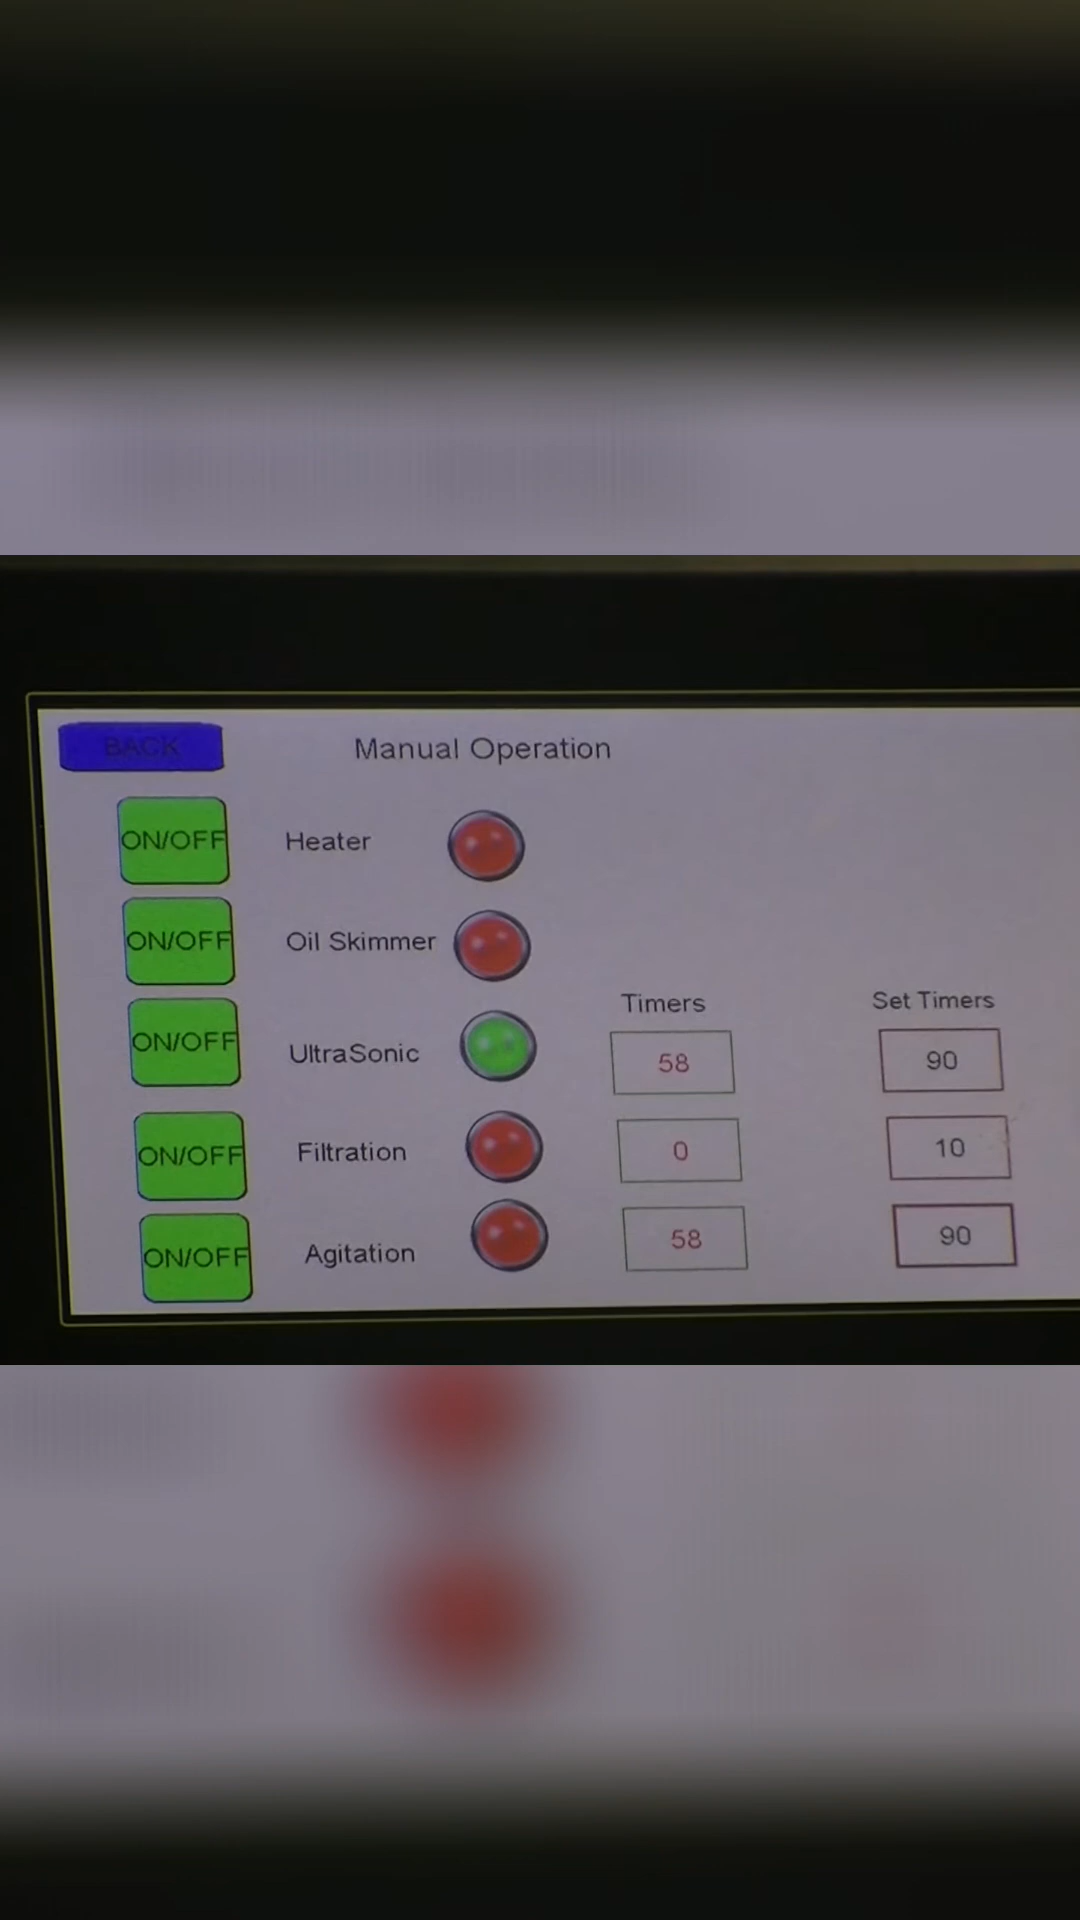 BACK
Manual Operation
ON/OFF Heater
ON/OFF Oil Skimmer
Timers Set Timers
ON/OFF UltraSonic 58 90
ON/OFF Filtration 0 10
ON/OFF Agitation 58 90